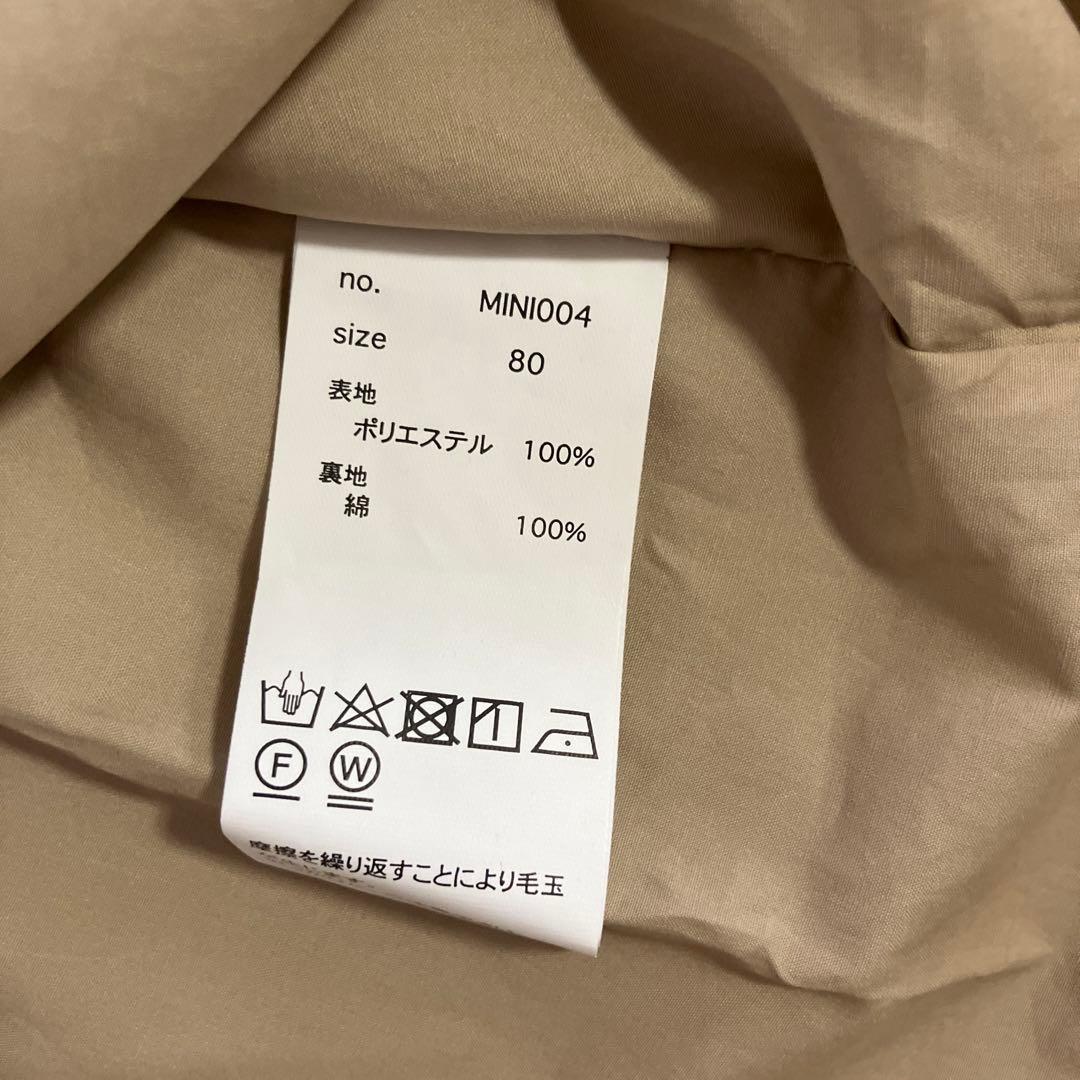 no. MINI004
size 80
表地
ポリエステル 100%
裏地
綿 100%
F W
摩擦を繰り返すことにより毛玉